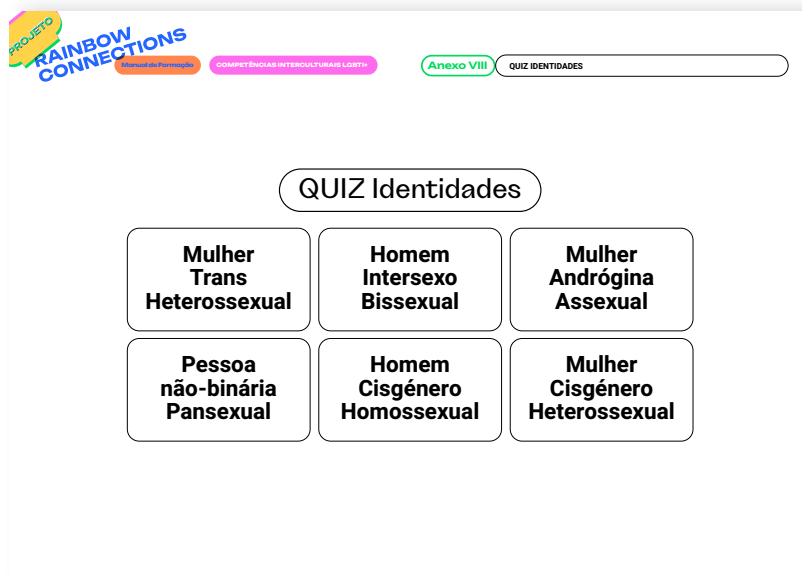 PROJETO
RAINBOW
CONNECTIONS
Manual de Formação
COMPETÊNCIAS INTERCULTURAIS LGBTI+
Anexo VIII
QUIZ IDENTIDADES
QUIZ Identidades
Mulher
Trans
Heterossexual
Homem
Intersexo
Bissexual
Mulher
Andrógina
Assexual
Pessoa
não-binária
Pansexual
Homem
Cisgénero
Homossexual
Mulher
Cisgénero
Heterossexual